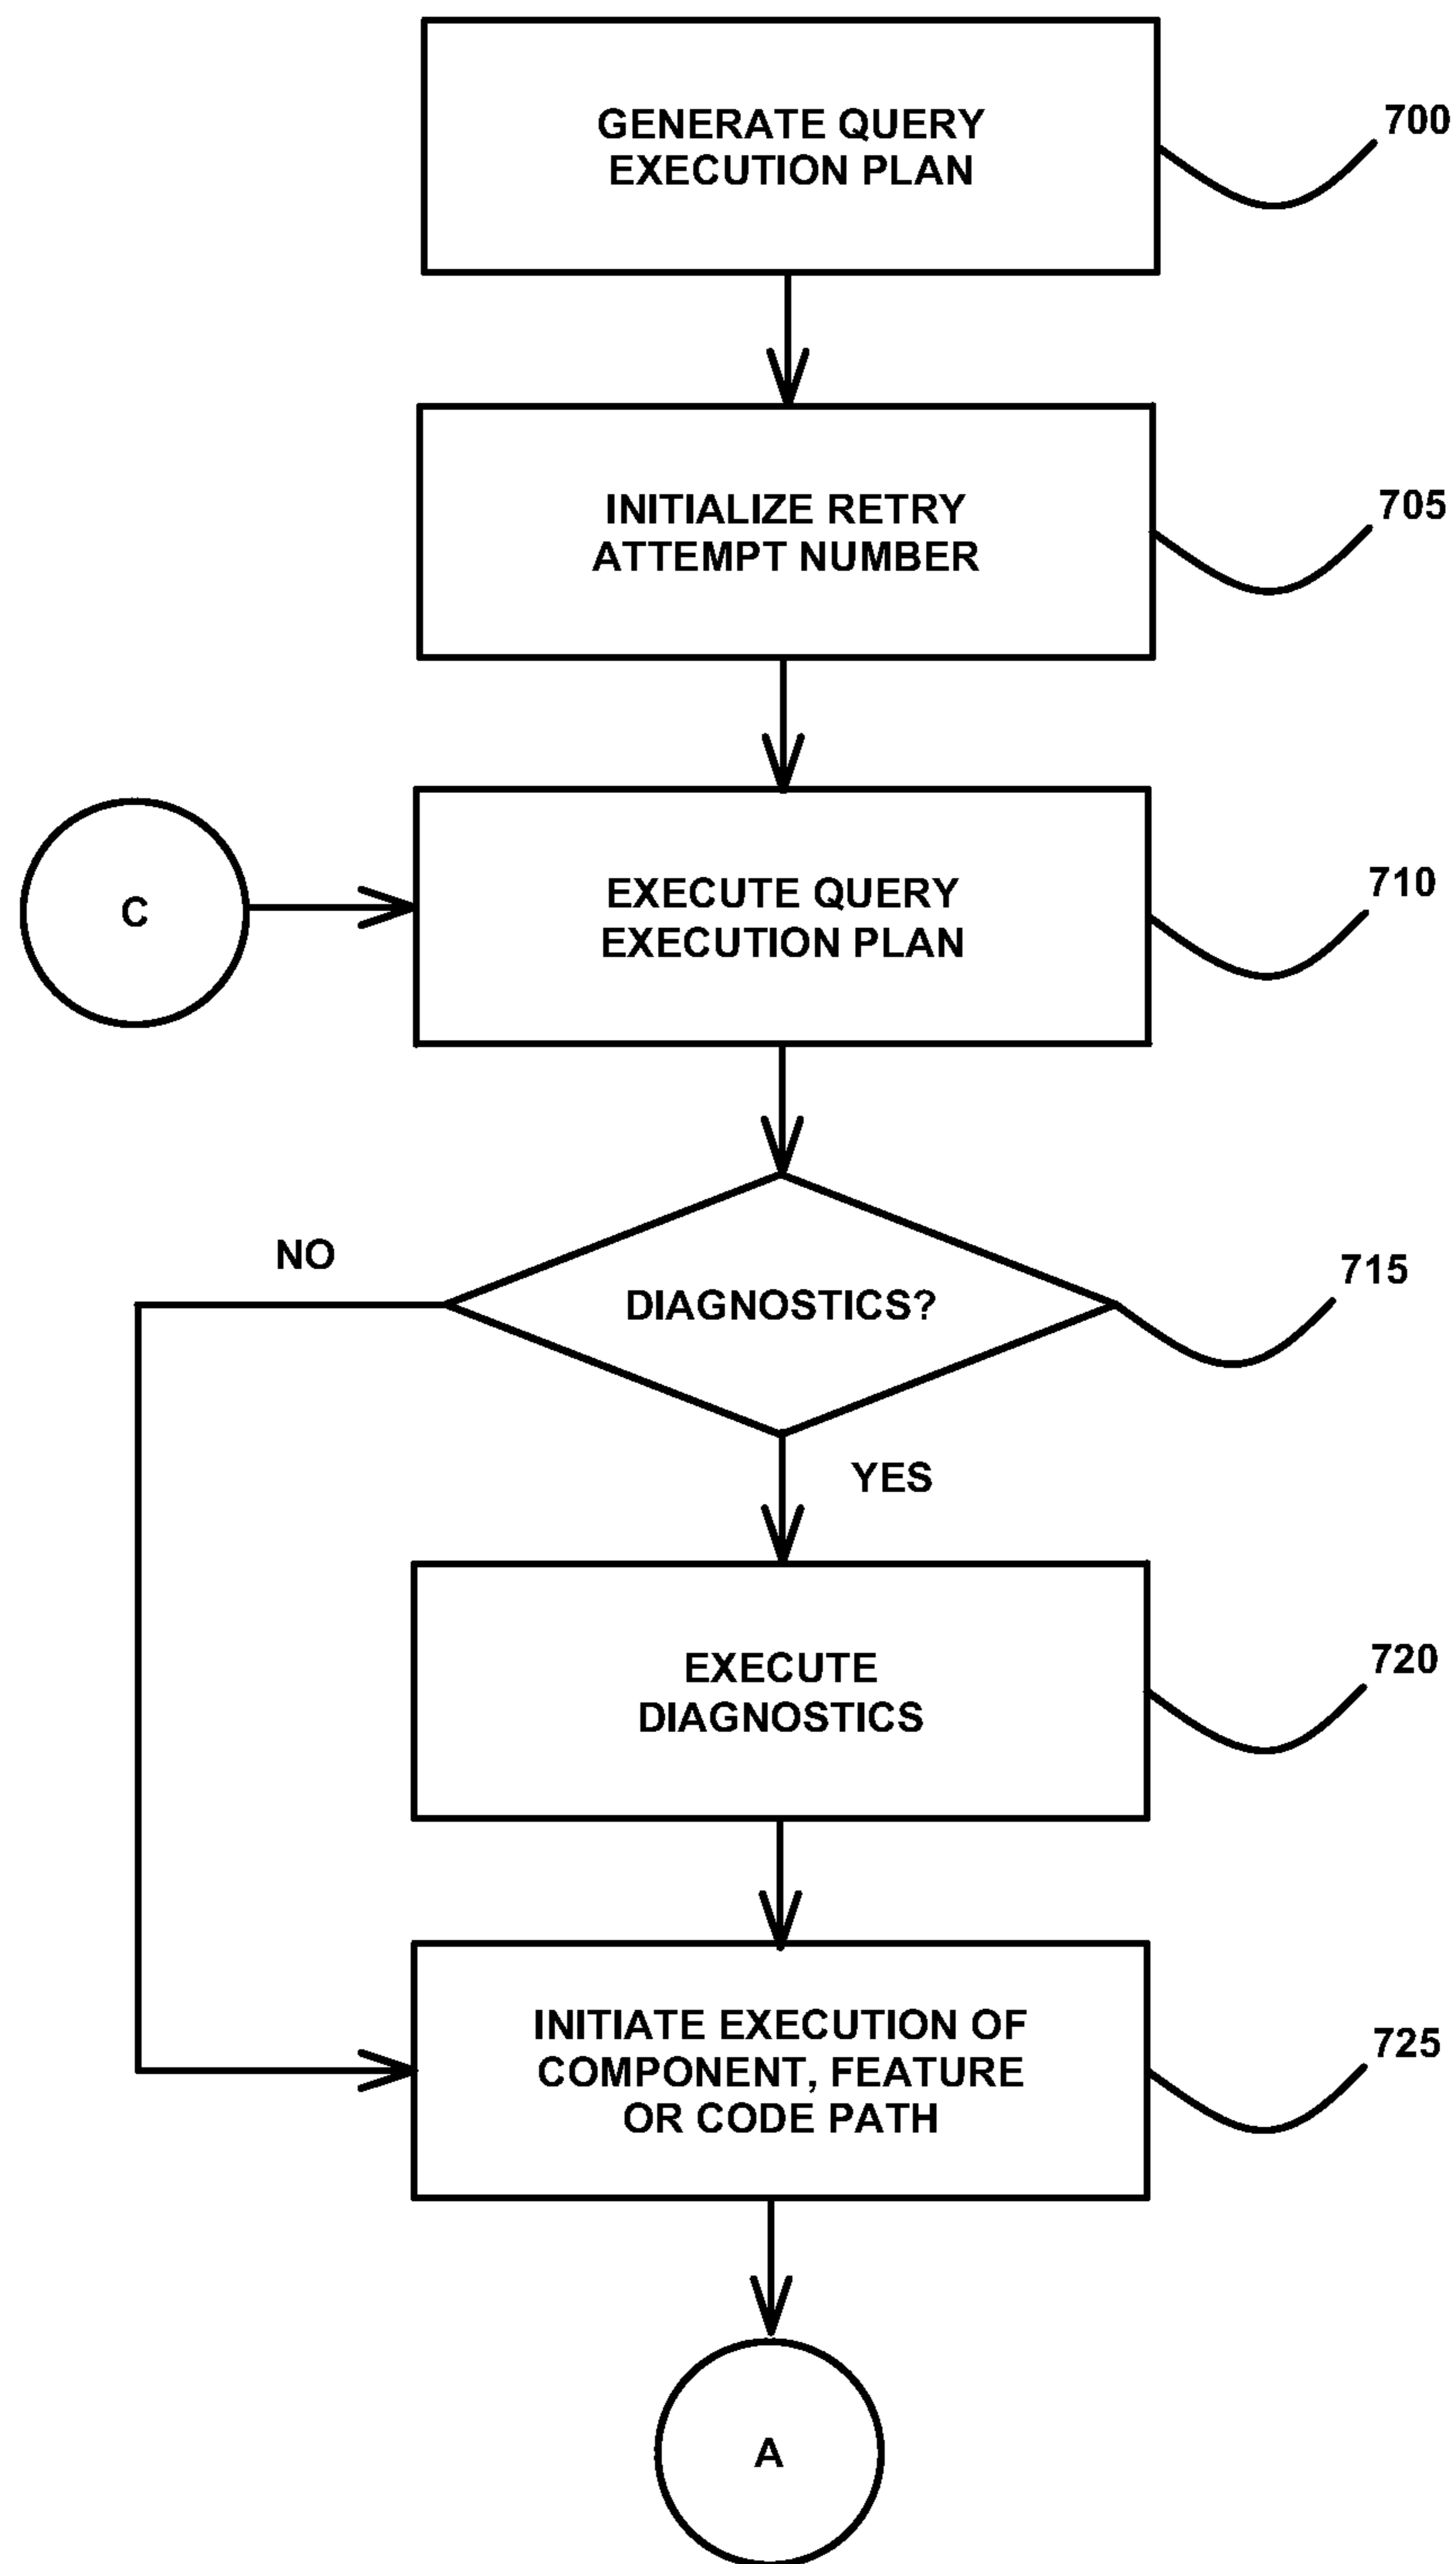 GENERATE QUERY
EXECUTION PLAN
700
INITIALIZE RETRY
ATTEMPT NUMBER
705
C
EXECUTE QUERY
EXECUTION PLAN
710
NO
DIAGNOSTICS?
715
YES
EXECUTE
DIAGNOSTICS
720
INITIATE EXECUTION OF
COMPONENT, FEATURE
OR CODE PATH
725
A